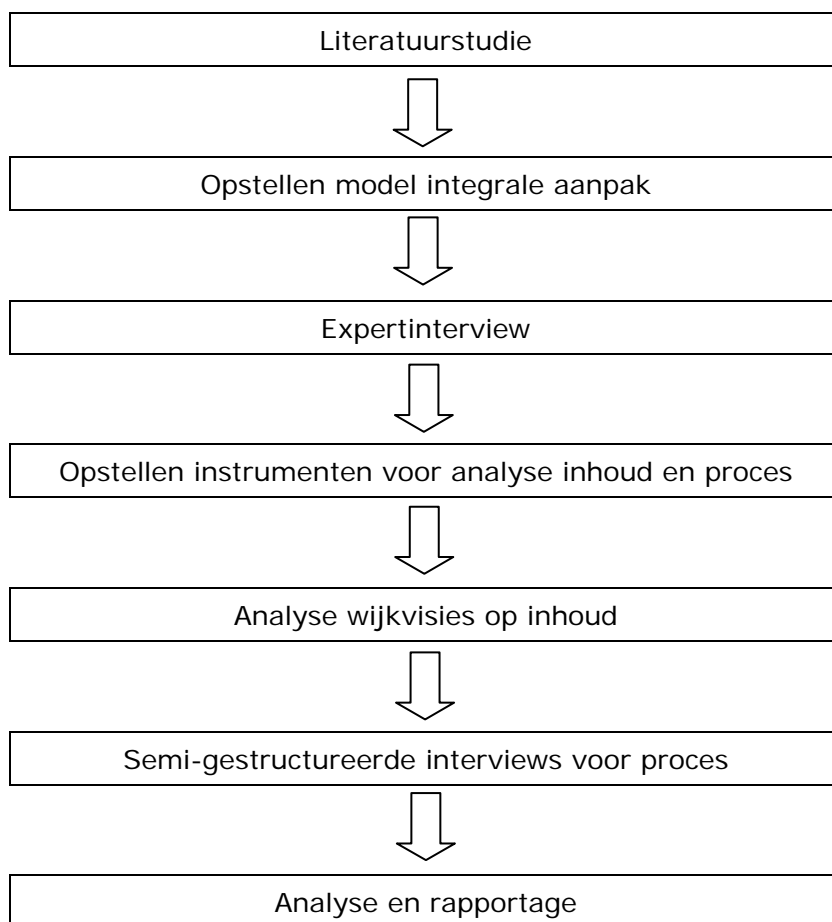 Literatuurstudie
Opstellen model integrale aanpak
Expertinterview
Opstellen instrumenten voor analyse inhoud en proces
Analyse wijkvisies op inhoud
Semi-gestructureerde interviews voor proces
Analyse en rapportage